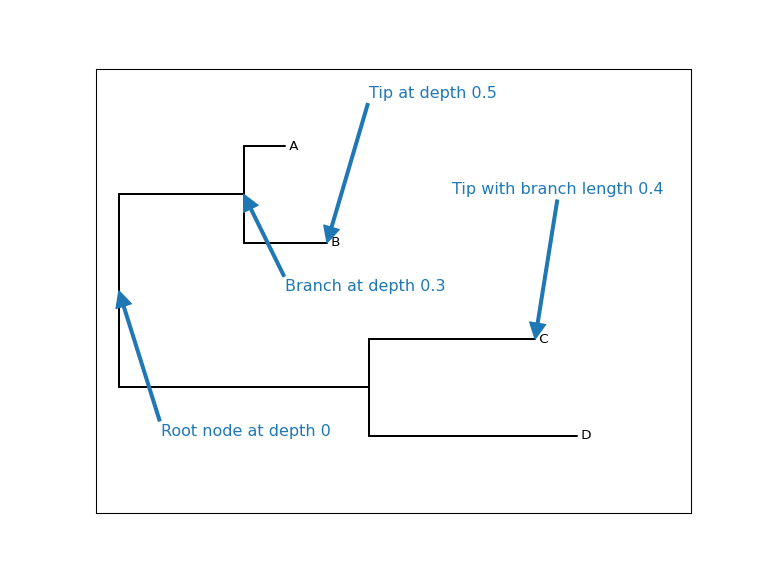 Tip at depth 0.5
A
Tip with branch length 0.4
B
Branch at depth 0.3
C
Root node at depth 0
D